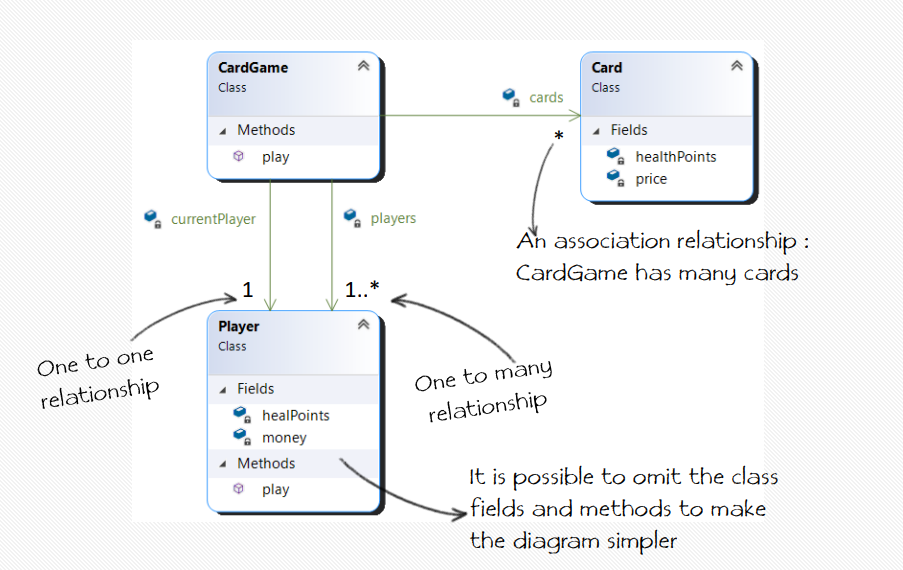 CardGame
Class
Methods
play
cards
*
Card
Class
Fields
healthPoints
price
An association relationship :
CardGame has many cards
currentPlayer
players
1
1..*
One to one
relationship
Player
Class
Fields
healPoints
money
Methods
play
One to many
relationship
It is possible to omit the class
fields and methods to make
the diagram simpler